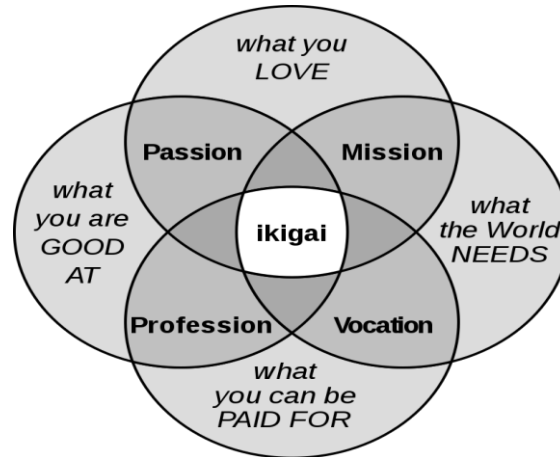 what you
LOVE
Passion
Mission
what
you are
GOOD
AT
ikigai
what
the World
NEEDS
Profession
Vocation
what
you can be
PAID FOR